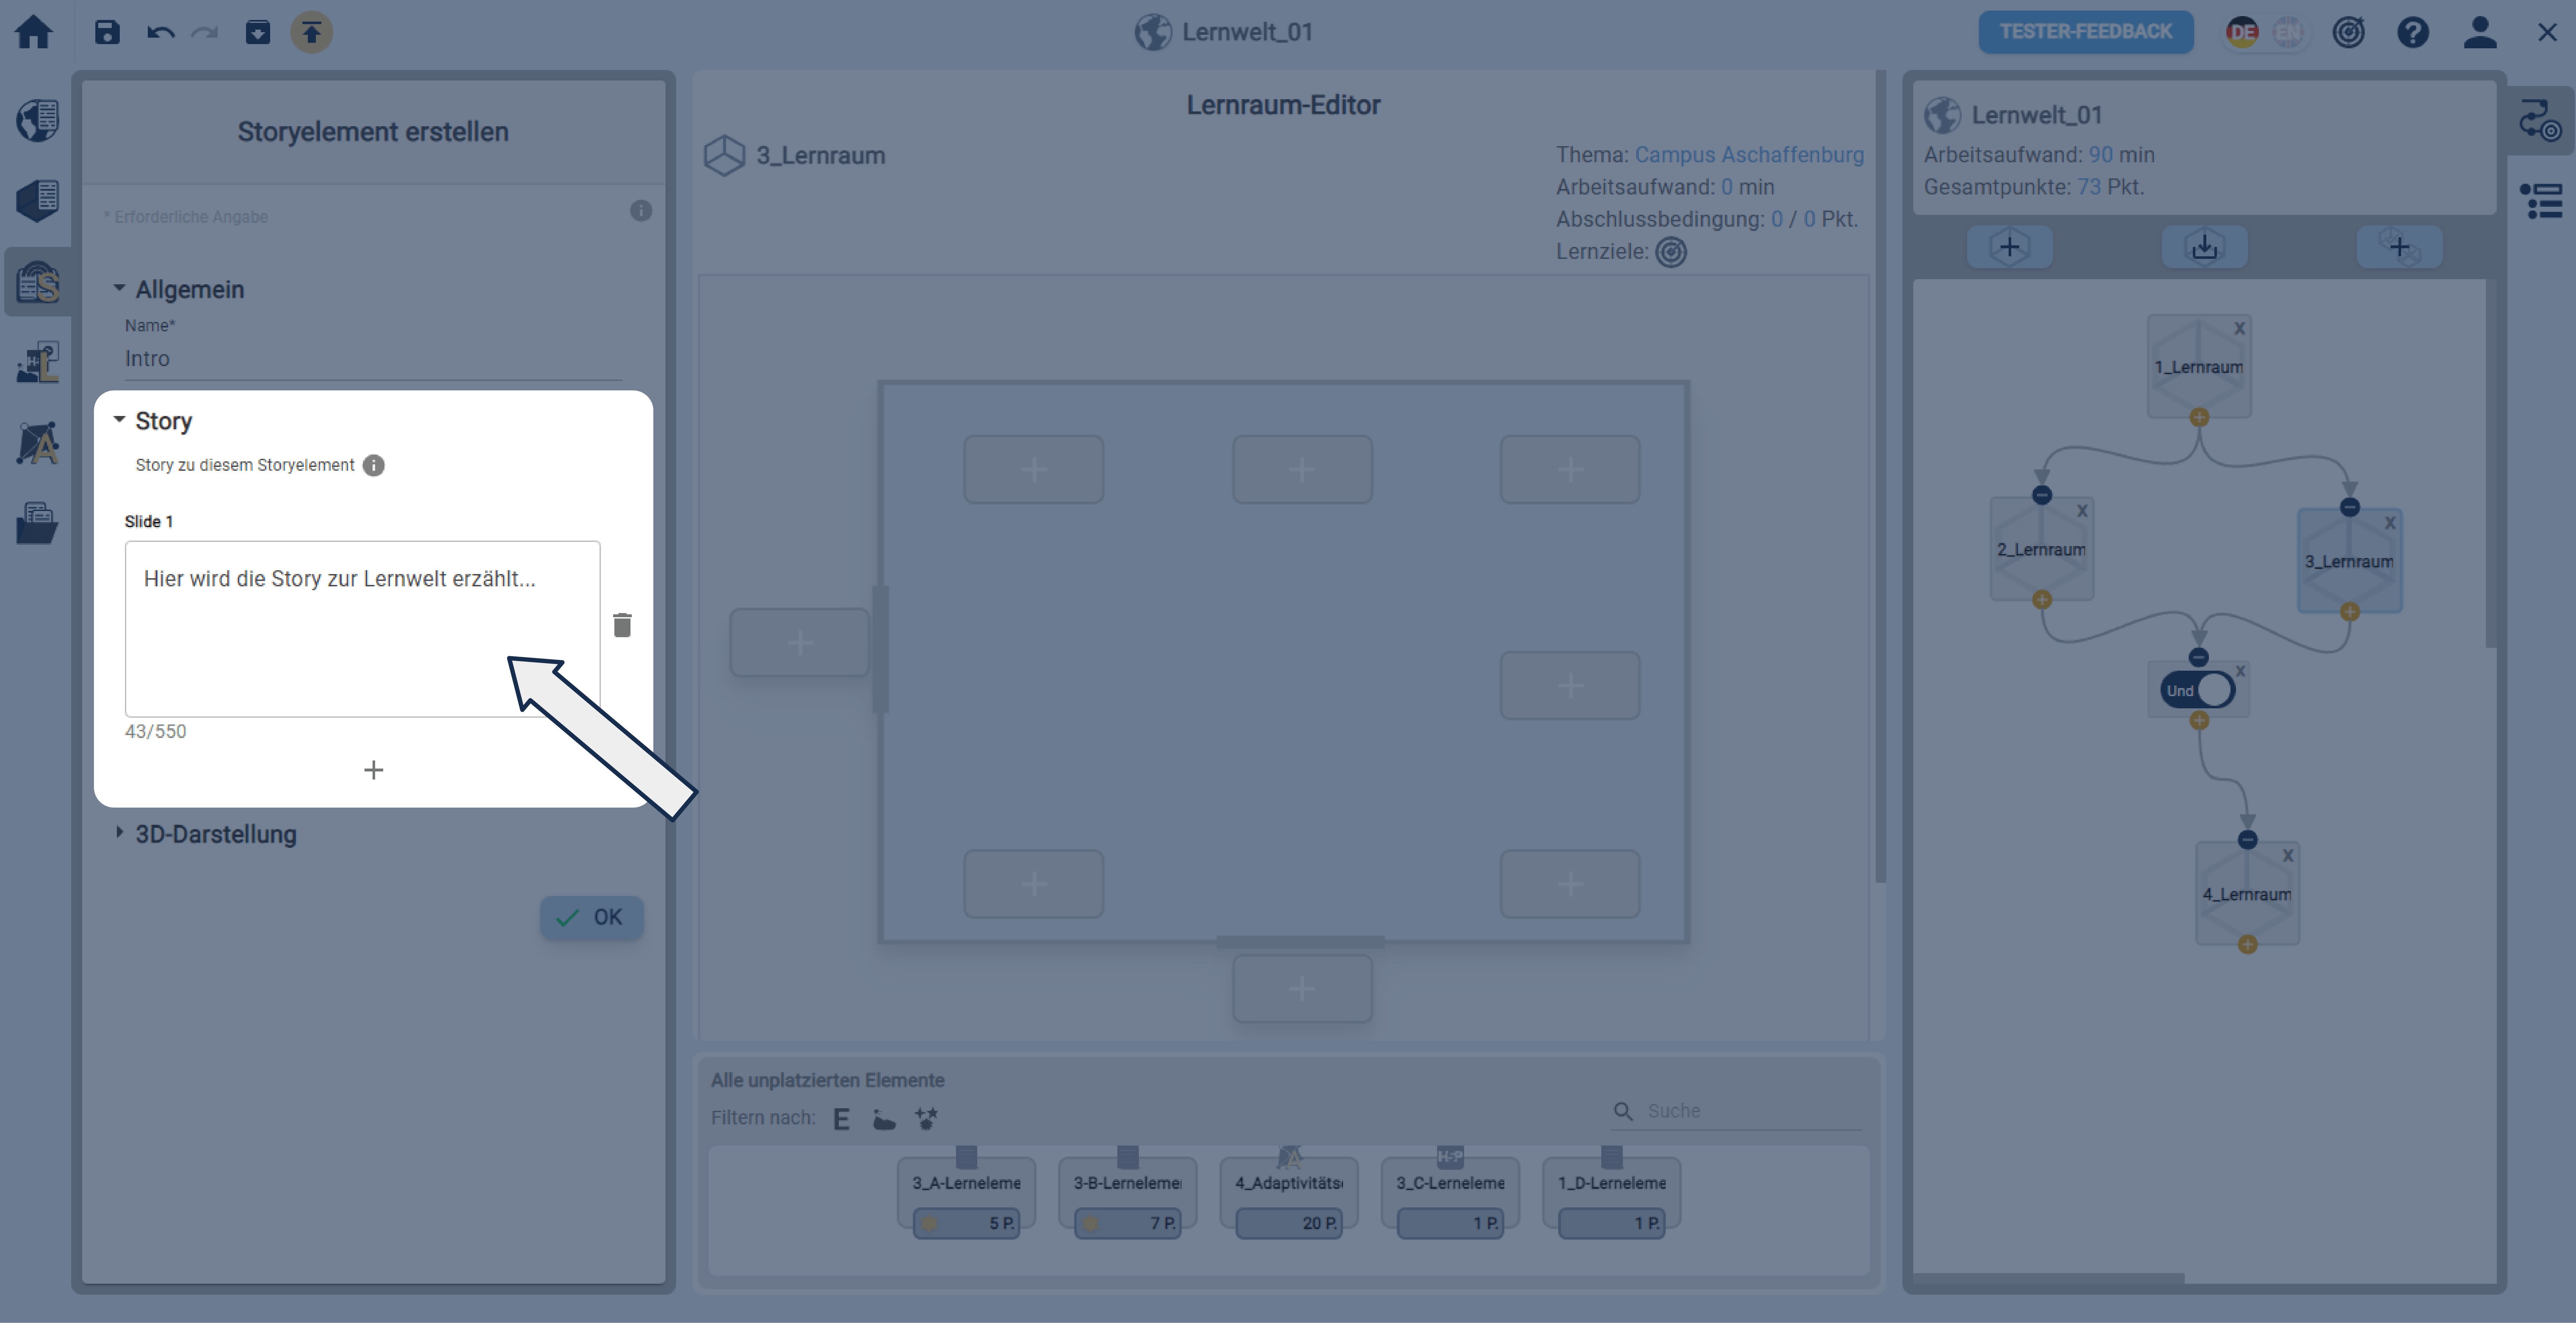 Lernwelt_01
TESTER-FEEDBACK
DE
EN
Storyelement erstellen
* Erforderliche Angabe
Allgemein
Name*
Intro
Story
Story zu diesem Storyelement
Slide 1
Hier wird die Story zur Lernwelt erzählt...
43/550
3D-Darstellung
OK
Lernraum-Editor
3_Lernraum
Thema: Campus Aschaffenburg
Arbeitsaufwand: 0 min
Abschlussbedingung: 0 / 0 Pkt.
Lernziele:
Alle unplatzierten Elemente
Filtern nach: E
Suche
3_A-Lerneleme
5 P.
3-B-Lerneleme
7 P.
4_Adaptivitäts
20 P.
H-P
3_C-Lerneleme
1 P.
1_D-Lerneleme
1 P.
Lernwelt_01
Arbeitsaufwand: 90 min
Gesamtpunkte: 73 Pkt.
X
1_Lernraum
X
2_Lernraum
X
3_Lernraum
X
Und
X
4_Lernraum